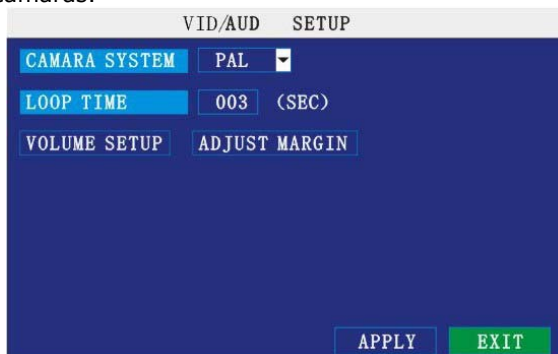 VID/AUD SETUP
CAMARA SYSTEM PAL
LOOP TIME 003 (SEC)
VOLUME SETUP ADJUST MARGIN
APPLY EXIT